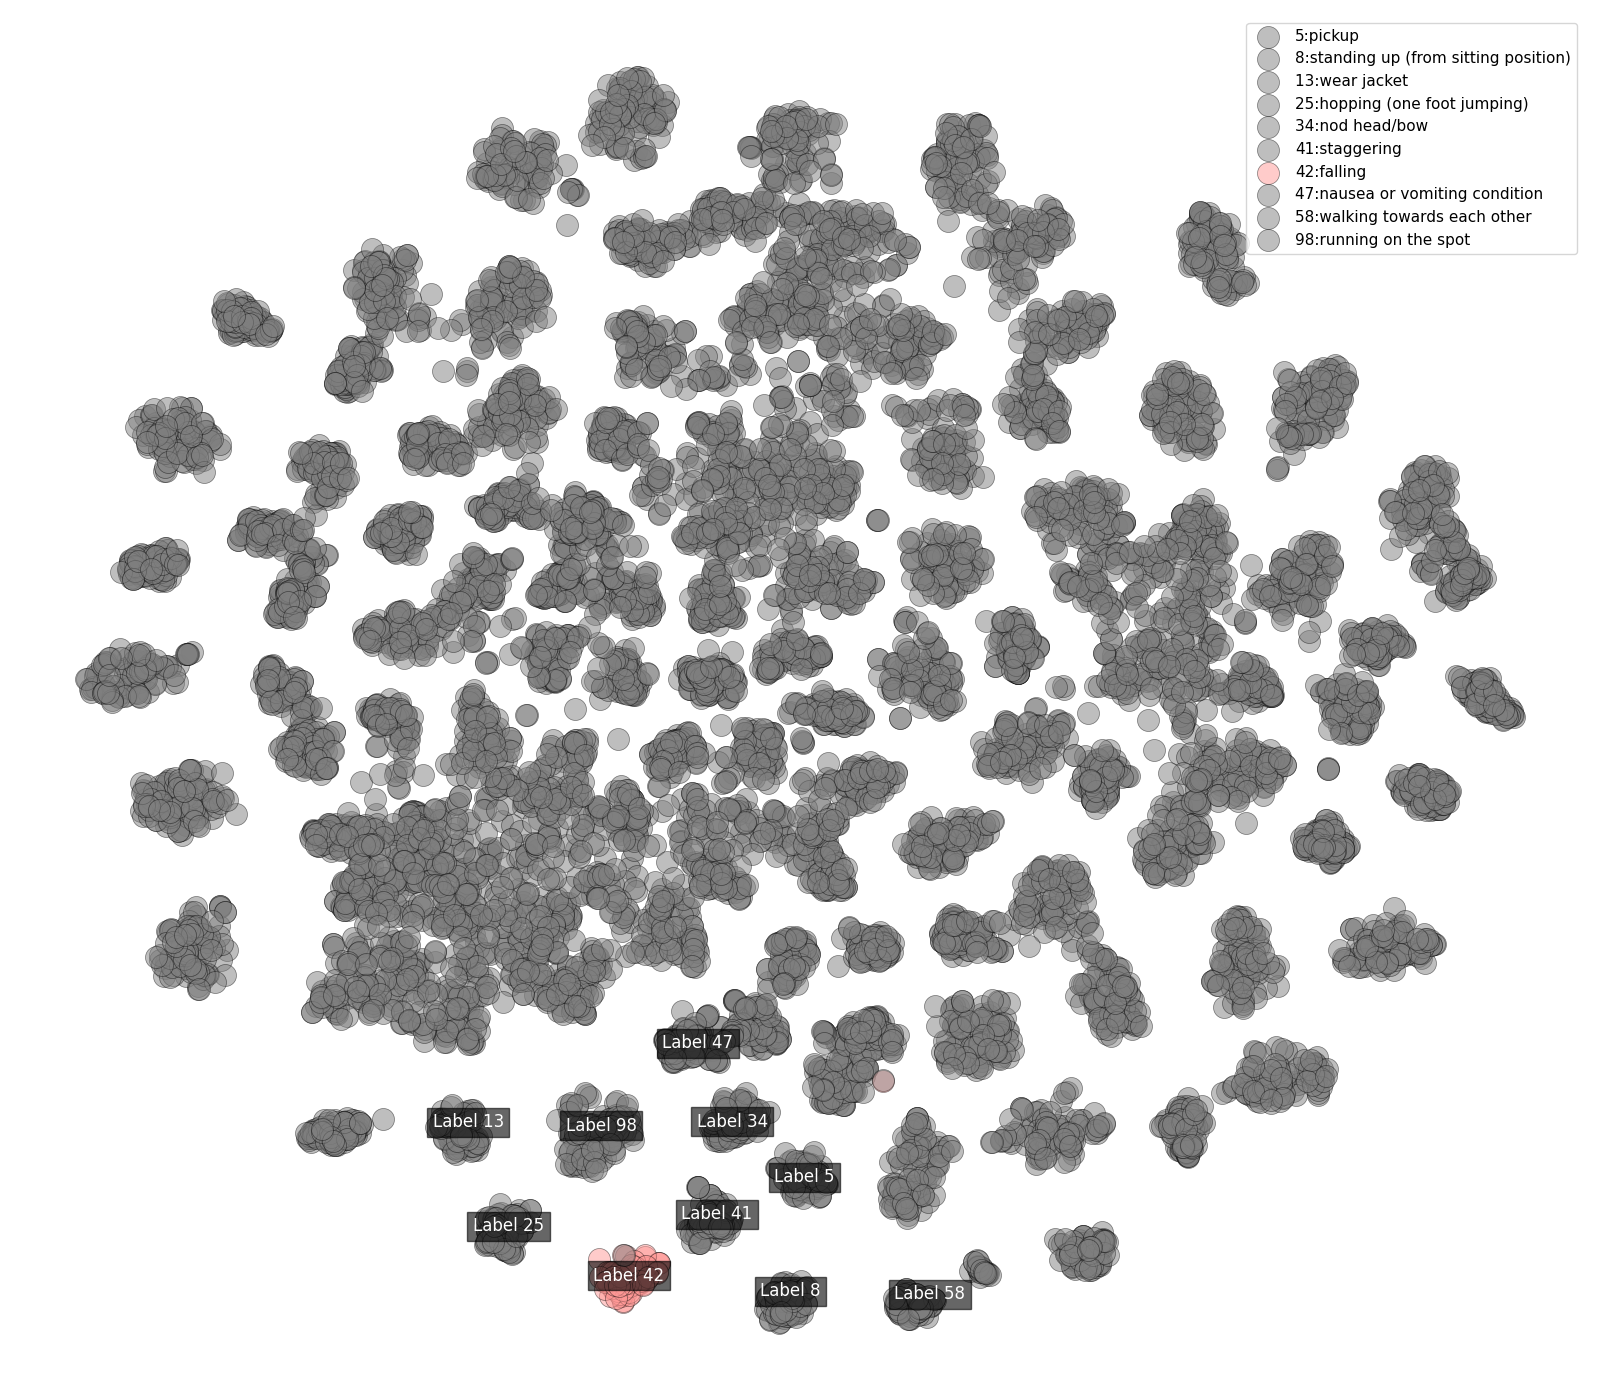 5:pickup
8:standing up (from sitting position)
13:wear jacket
25:hopping (one foot jumping)
34:nod head/bow
41:staggering
42:falling
47:nausea or vomiting condition
58:walking towards each other
98:running on the spot
Label 47
Label 13
Label 98
Label 34
Label 5
Label 41
Label 25
Label 42
Label 8
Label 58